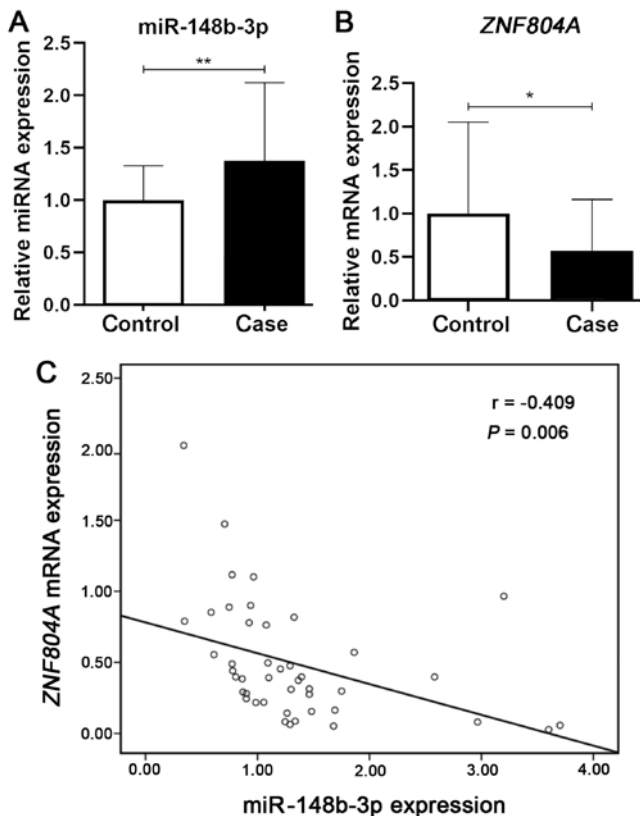 A
miR-148b-3p
Relative miRNA expression
2.5
2.0
1.5
1.0
0.5
0.0
**
Control Case
B
ZNF804A
Relative mRNA expression
2.5
2.0
1.5
1.0
0.5
0.0
*
Control Case
C
ZNF804A mRNA expression
2.50
2.00
1.50
1.00
0.50
0.00
r = -0.409
P = 0.006
0.00 1.00 2.00 3.00 4.00
miR-148b-3p expression